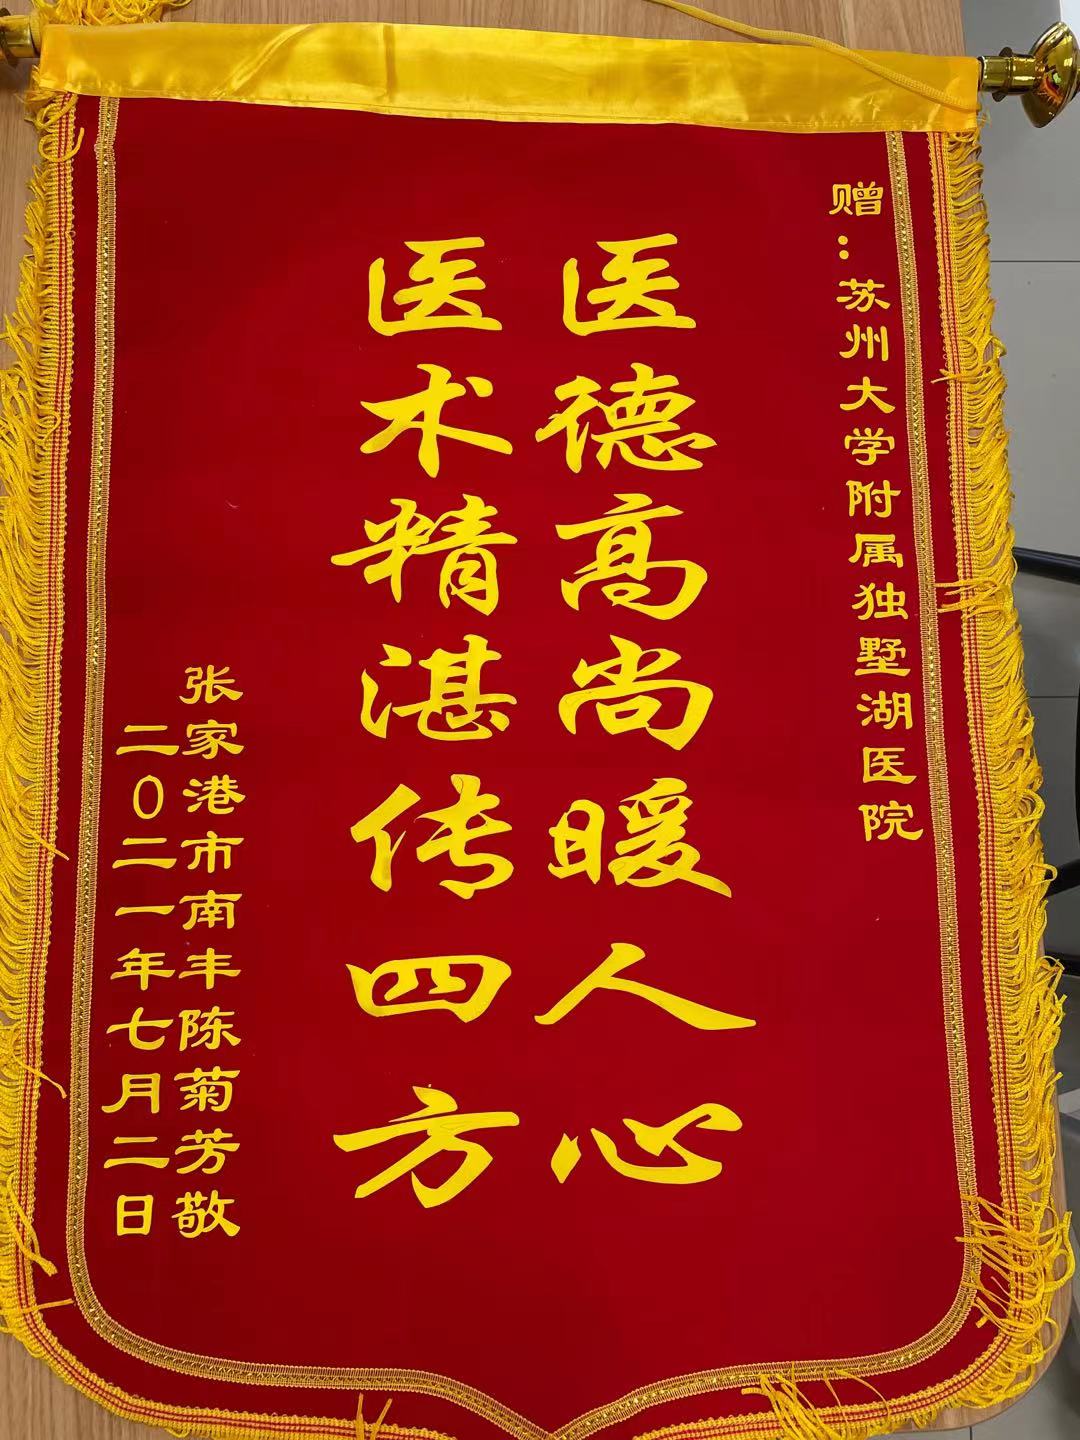 赠：苏州大学附属独墅湖医院
医德高尚暖人心
医术精湛传四方
张家港市南丰陈菊芳敬
二〇二一年七月二日